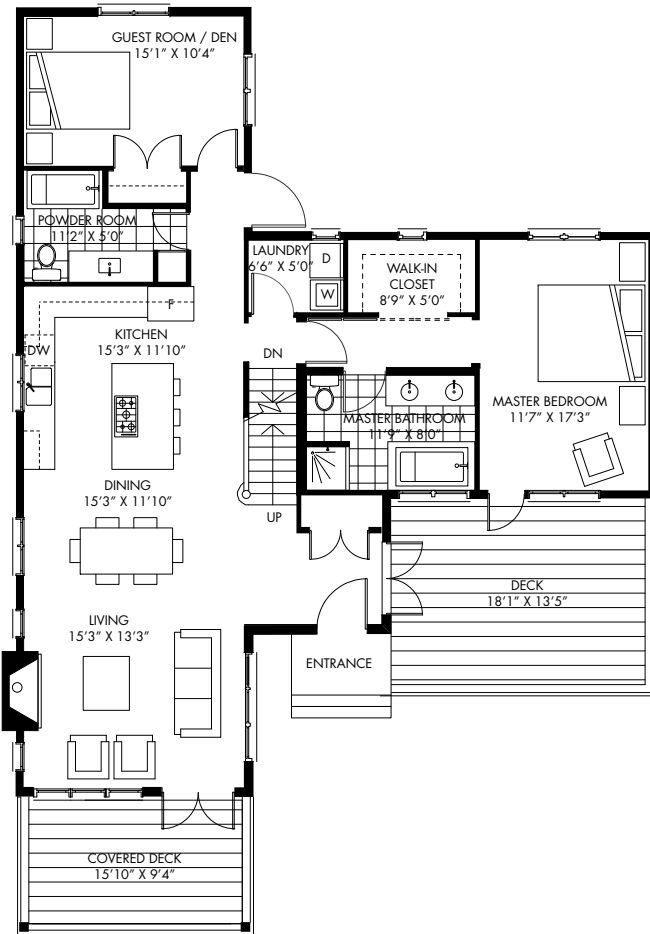 GUEST ROOM / DEN
15'1" X 10'4"
POWDER ROOM
11'2" X 5'0"
LAUNDRY
6'6" X 5'0"
D
W
WALK-IN
CLOSET
8'9" X 5'0"
F
KITCHEN
15'3" X 11'10"
DW
DN
MASTER BEDROOM
11'7" X 17'3"
MASTER BATHROOM
11'9" X 8'0"
DINING
15'3" X 11'10"
UP
DECK
18'1" X 13'5"
LIVING
15'3" X 13'3"
ENTRANCE
COVERED DECK
15'10" X 9'4"